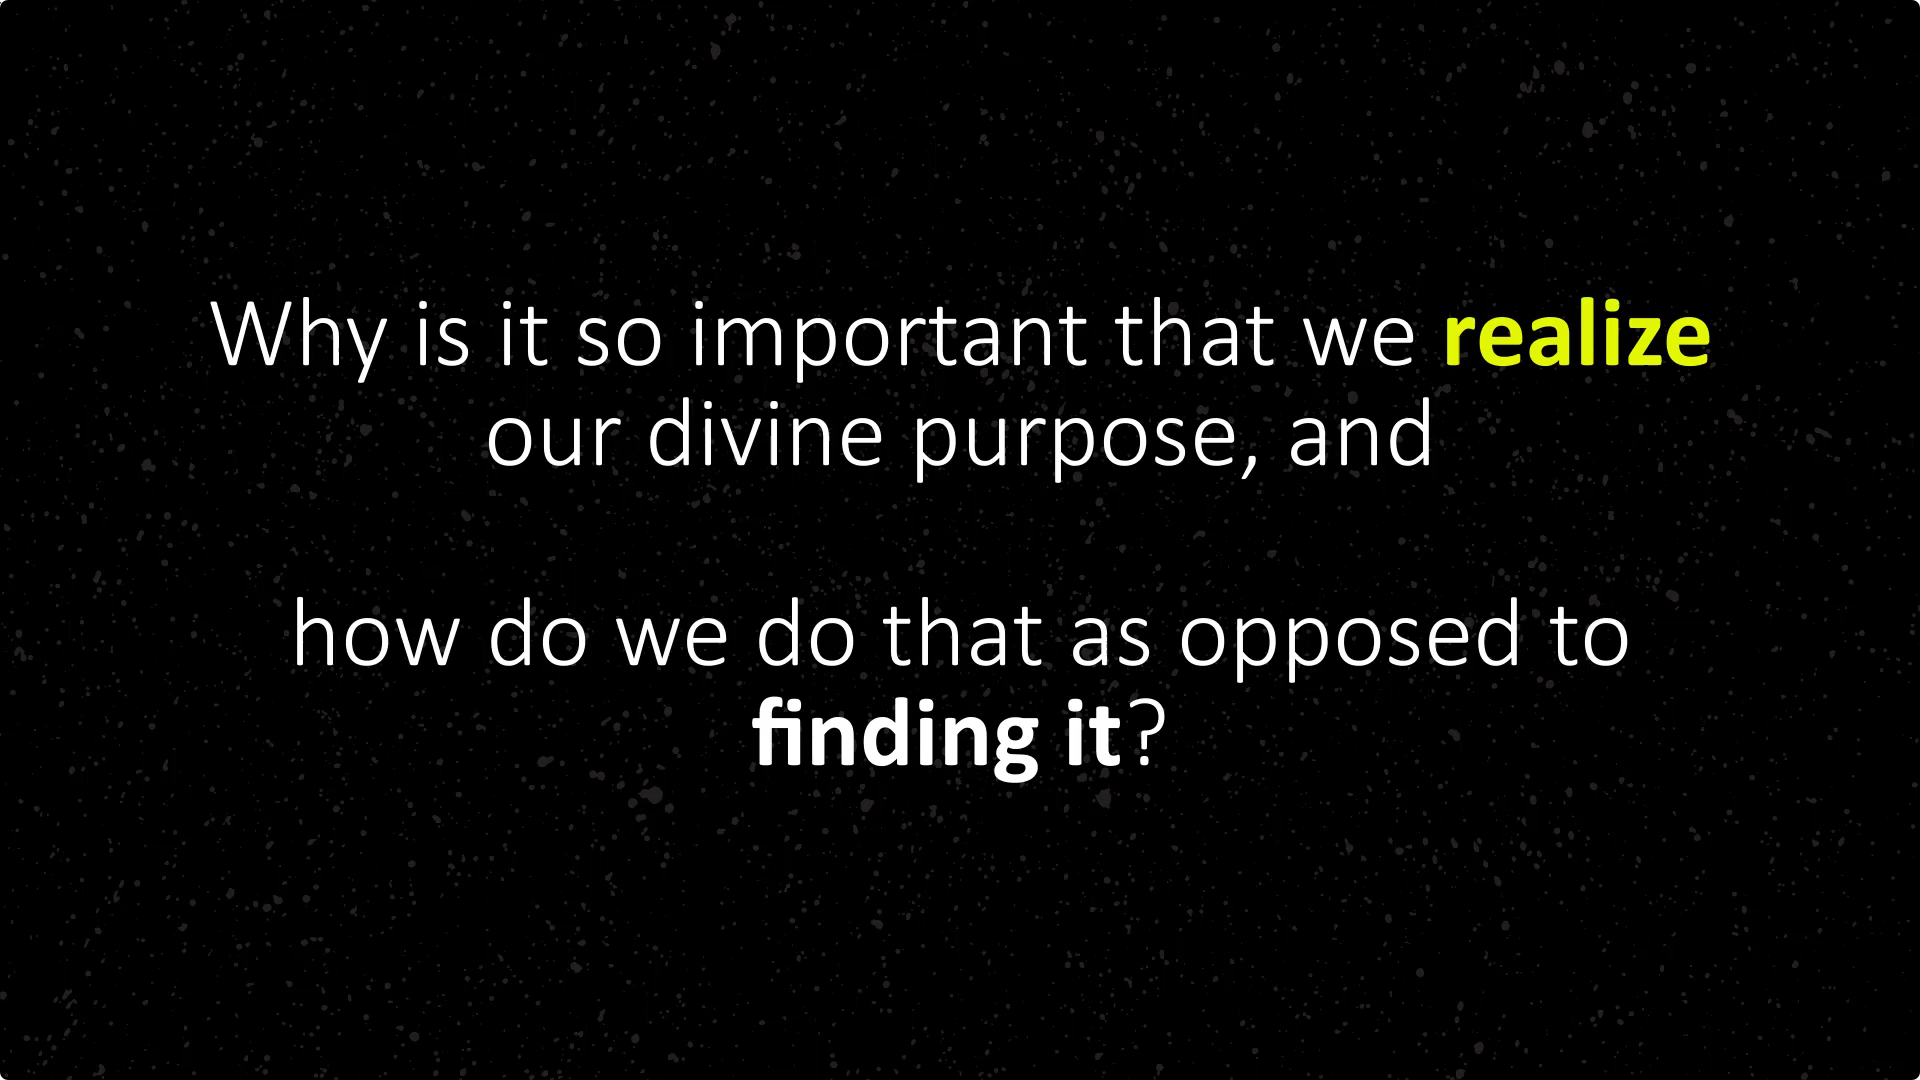 Why is it so important that we realize
our divine purpose, and
how do we do that as opposed to
finding it?